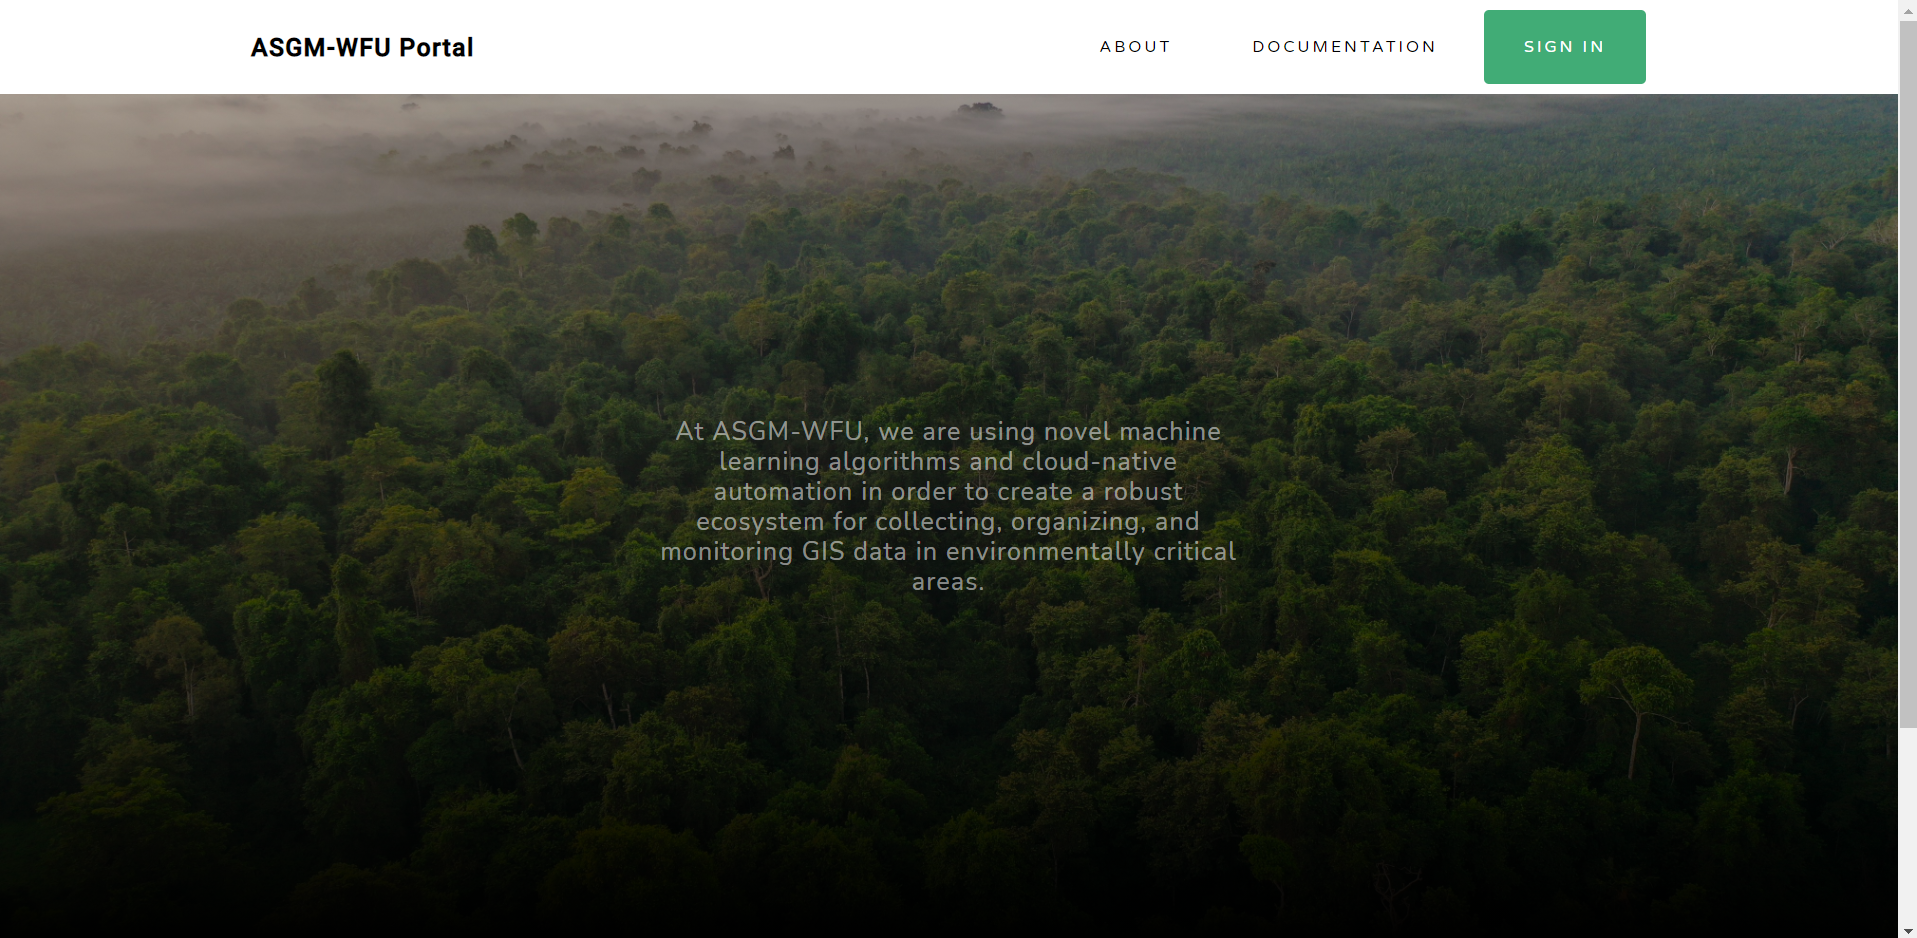 ASGM-WFU Portal
ABOUT
DOCUMENTATION
SIGN IN
At ASGM-WFU, we are using novel machine
learning algorithms and cloud-native
automation in order to create a robust
ecosystem for collecting, organizing, and
monitoring GIS data in environmentally critical
areas.